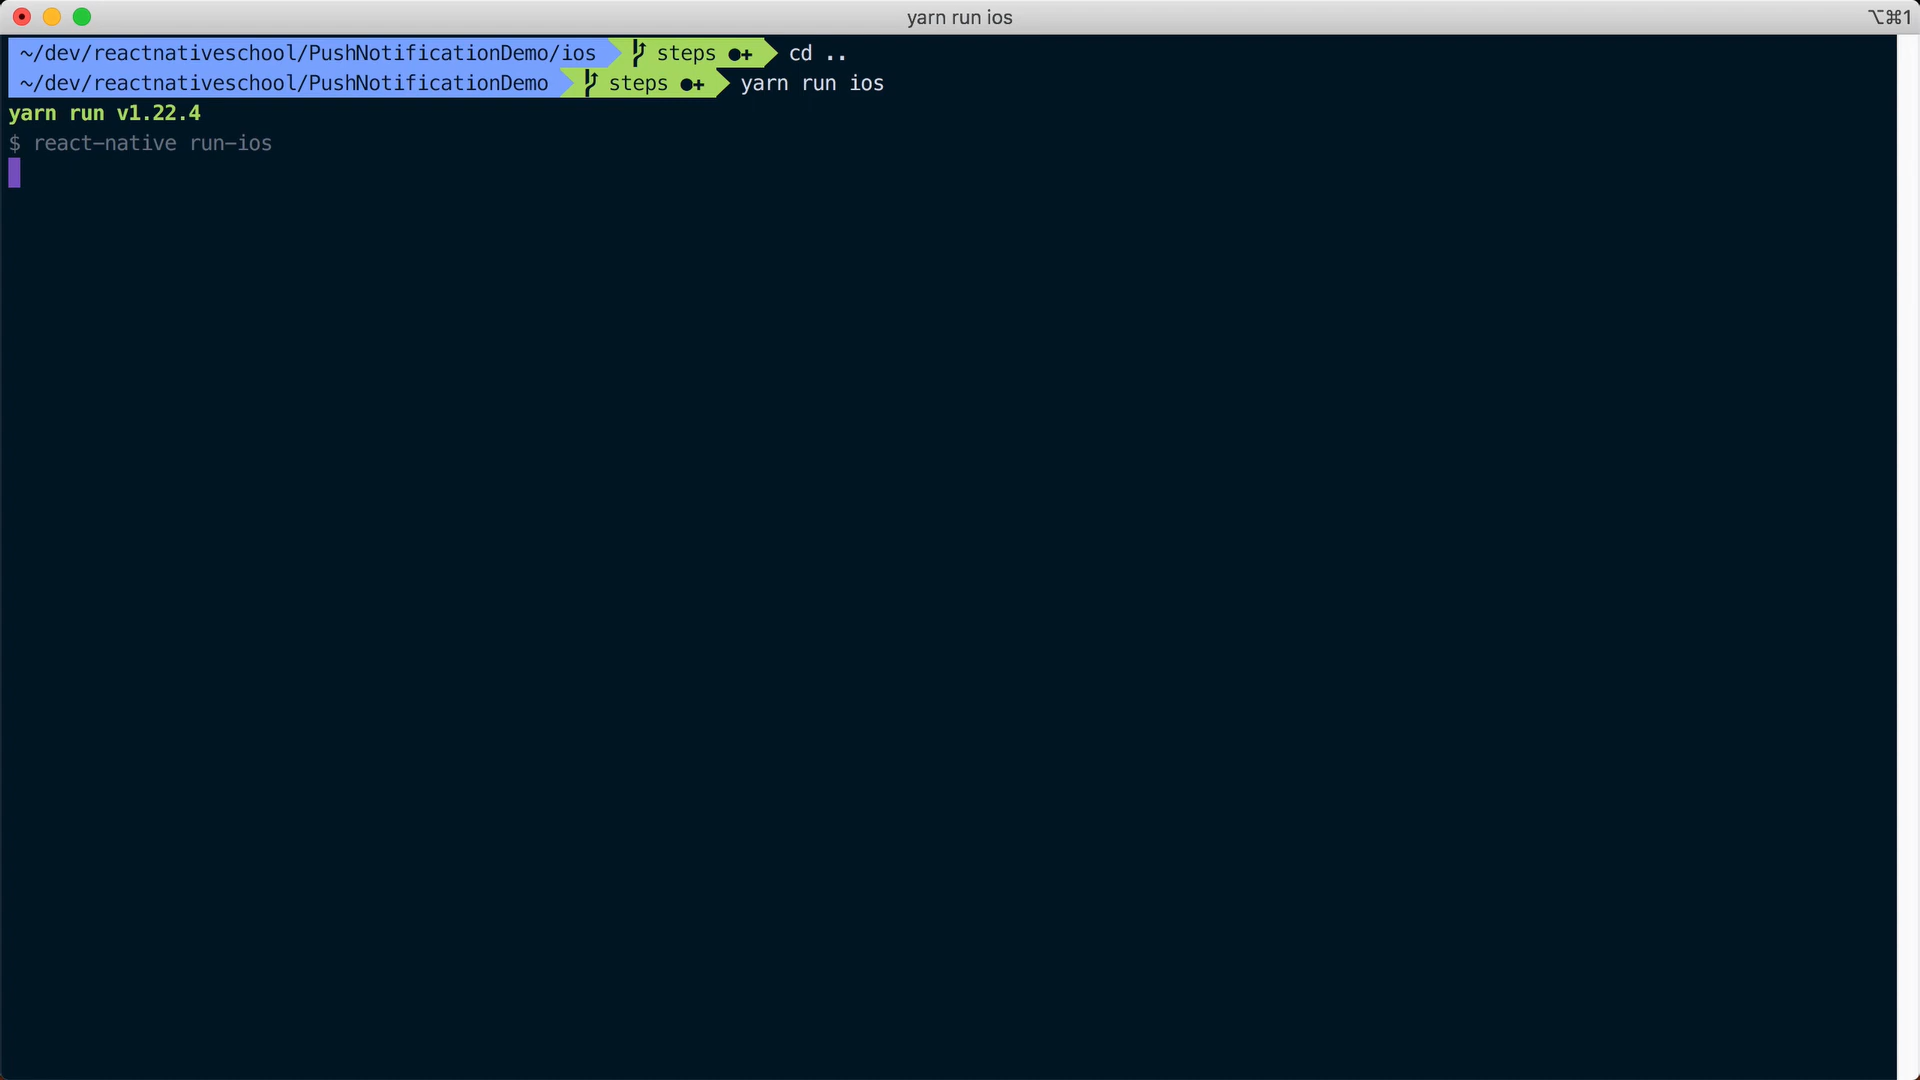 yarn run ios
⌥⌘1
~/dev/reactnativeschool/PushNotificationDemo/ios steps ●+ cd ..
~/dev/reactnativeschool/PushNotificationDemo steps ●+ yarn run ios
yarn run v1.22.4
$ react-native run-ios